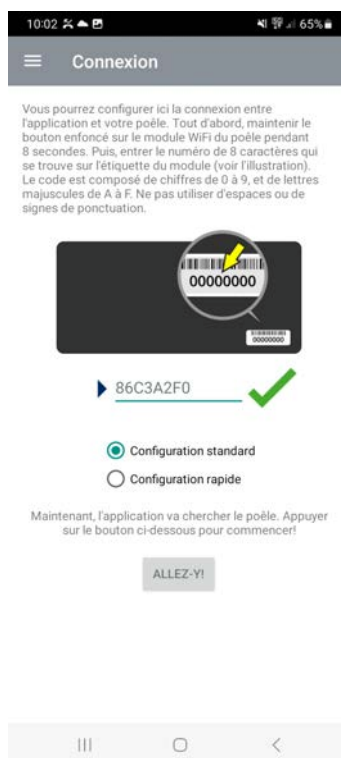 10:02 65%
Connexion
Vous pourrez configurer ici la connexion entre
l'application et votre poêle. Tout d'abord, maintenir le
bouton enfoncé sur le module WiFi du poêle pendant
8 secondes. Puis, entrer le numéro de 8 caractères qui
se trouve sur l'étiquette du module (voir l'illustration).
Le code est composé de chiffres de 0 à 9, et de lettres
majuscules de A à F. Ne pas utiliser d'espaces ou de
signes de ponctuation.
00000000
00000000
86C3A2F0
Configuration standard
Configuration rapide
Maintenant, l'application va chercher le poêle. Appuyer
sur le bouton ci-dessous pour commencer!
ALLEZ-Y!